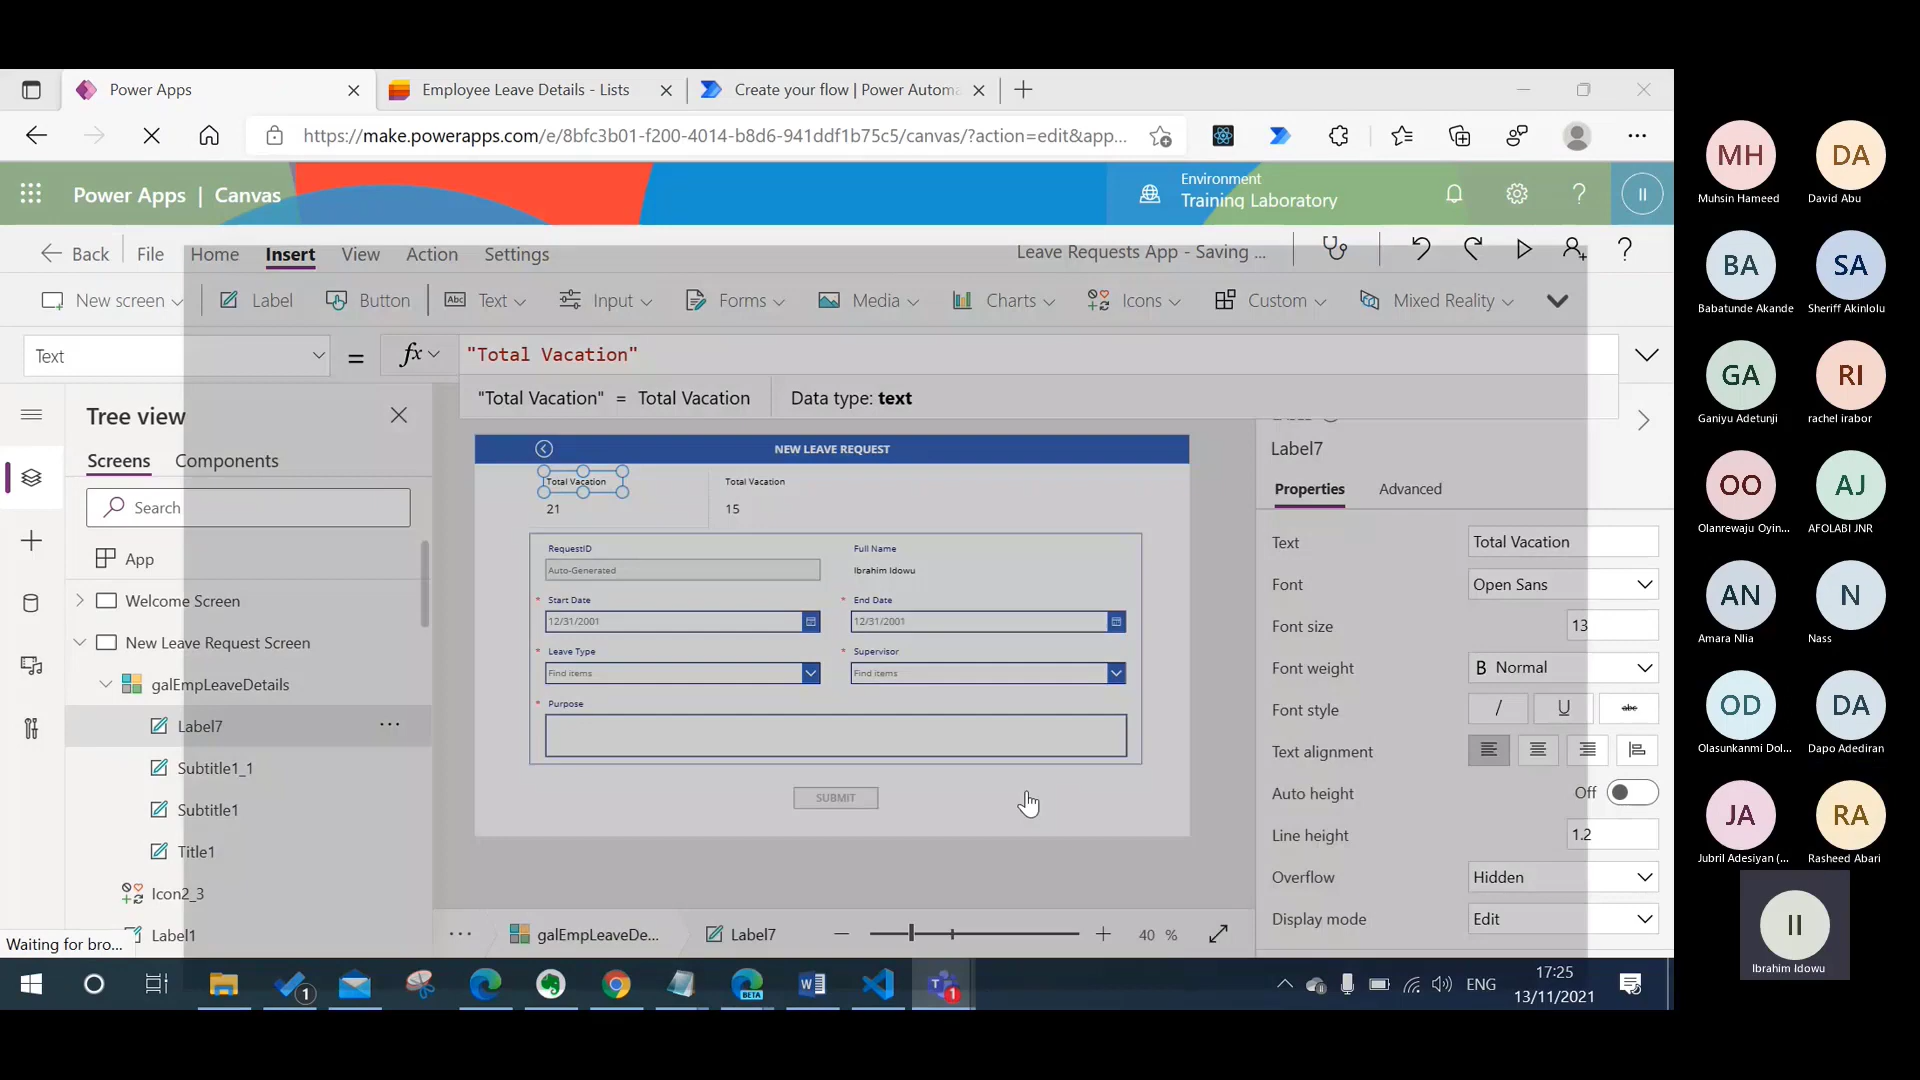 Power Apps
Employee Leave Details - Lists
Create your flow | Power Automa
https://make.powerapps.com/e/8bfc3b01-f200-4014-b8d6-941ddf1b75c5/canvas/?action=edit&app...
Power Apps | Canvas
Environment
Training Laboratory
II
Back
File
Home
Insert
View
Action
Settings
Leave Requests App - Saving ...
New screen
Label
Button
Text
Input
Forms
Media
Charts
Icons
Custom
Mixed Reality
Text
=
fx
"Total Vacation"
"Total Vacation" = Total Vacation
Data type: text
Tree view
Screens
Components
Search
App
Welcome Screen
New Leave Request Screen
galEmpLeaveDetails
Label7
Subtitle1_1
Subtitle1
Title1
Icon2_3
Label1
Waiting for bro...
NEW LEAVE REQUEST
Total Vacation
Total Vacation
21
15
RequestID
Full Name
Auto-Generated
Ibrahim Idowu
* Start Date
* End Date
12/31/2001
12/31/2001
* Leave Type
* Supervisor
Find items
Find items
* Purpose
SUBMIT
galEmpLeaveDe...
Label7
40 %
Label7
Properties
Advanced
Text
Total Vacation
Font
Open Sans
Font size
13
Font weight
B Normal
Font style
/
U
abc
Text alignment
Auto height
Off
Line height
1.2
Overflow
Hidden
Display mode
Edit
1
BETA
1
ENG
17:25
13/11/2021
MH
Muhsin Hameed
DA
David Abu
BA
Babatunde Akande
SA
Sheriff Akinlolu
GA
Ganiyu Adetunji
RI
rachel irabor
OO
Olanrewaju Oyin...
AJ
AFOLABI JNR
AN
Amara Nlia
N
Nass
OD
Olasunkanmi Dol...
DA
Dapo Adediran
JA
Jubril Adesiyan (...
RA
Rasheed Abari
II
Ibrahim Idowu